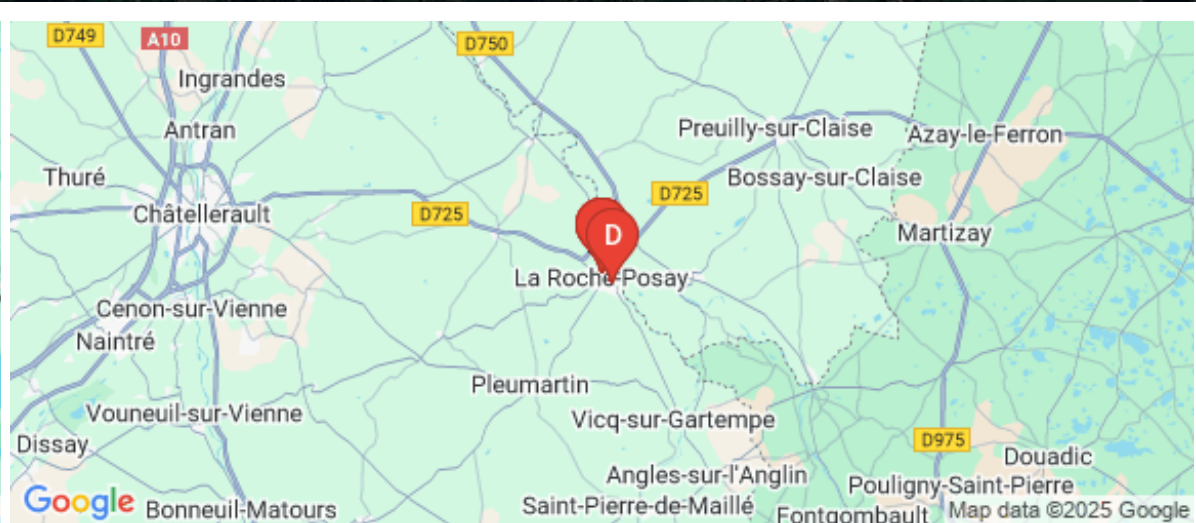 D749
A10
D750
Ingrandes
Antran
Preuilly-sur-Claise
Azay-le-Ferron
Thuré
Bossay-sur-Claise
D725
Châtellerault
D725
D
Martizay
La Roche-Posay
Cenon-sur-Vienne
Naintré
Pleumartin
Vouneuil-sur-Vienne
Vicq-sur-Gartempe
Dissay
D975
Douadic
Angles-sur-l'Anglin
Pouligny-Saint-Pierre
Google
Bonneuil-Matours
Saint-Pierre-de-Maillé
Fontgombault
Map data ©2025 Google